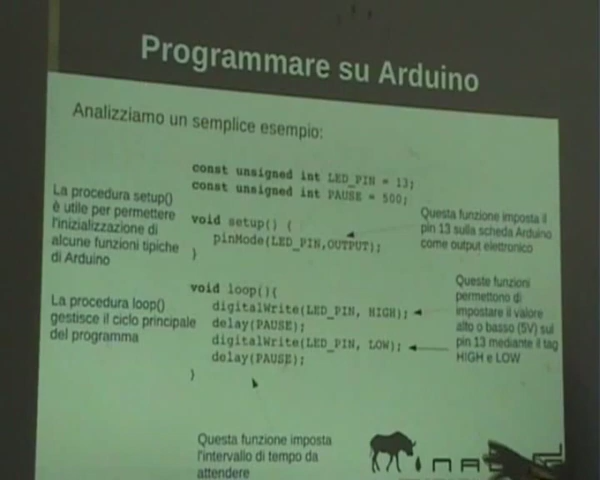 Programmare su Arduino
Analizziamo un semplice esempio:
const unsigned int LED_PIN = 13;
const unsigned int PAUSE = 500;
La procedura setup()
è utile per permettere
l'inizializzazione di
alcune funzioni tipiche
di Arduino
void setup() {
pinMode(LED_PIN,OUTPUT);
}
Questa funzione imposta il
pin 13 sulla scheda Arduino
come output elettronico
La procedura loop()
gestisce il ciclo principale
del programma
void loop(){
digitalWrite(LED_PIN, HIGH);
delay(PAUSE);
digitalWrite(LED_PIN, LOW);
delay(PAUSE);
}
Queste funzioni
permettono di
impostare il valore
alto o basso (5V) sul
pin 13 mediante il tag
HIGH e LOW
Questa funzione imposta
l'intervallo di tempo da
attendere